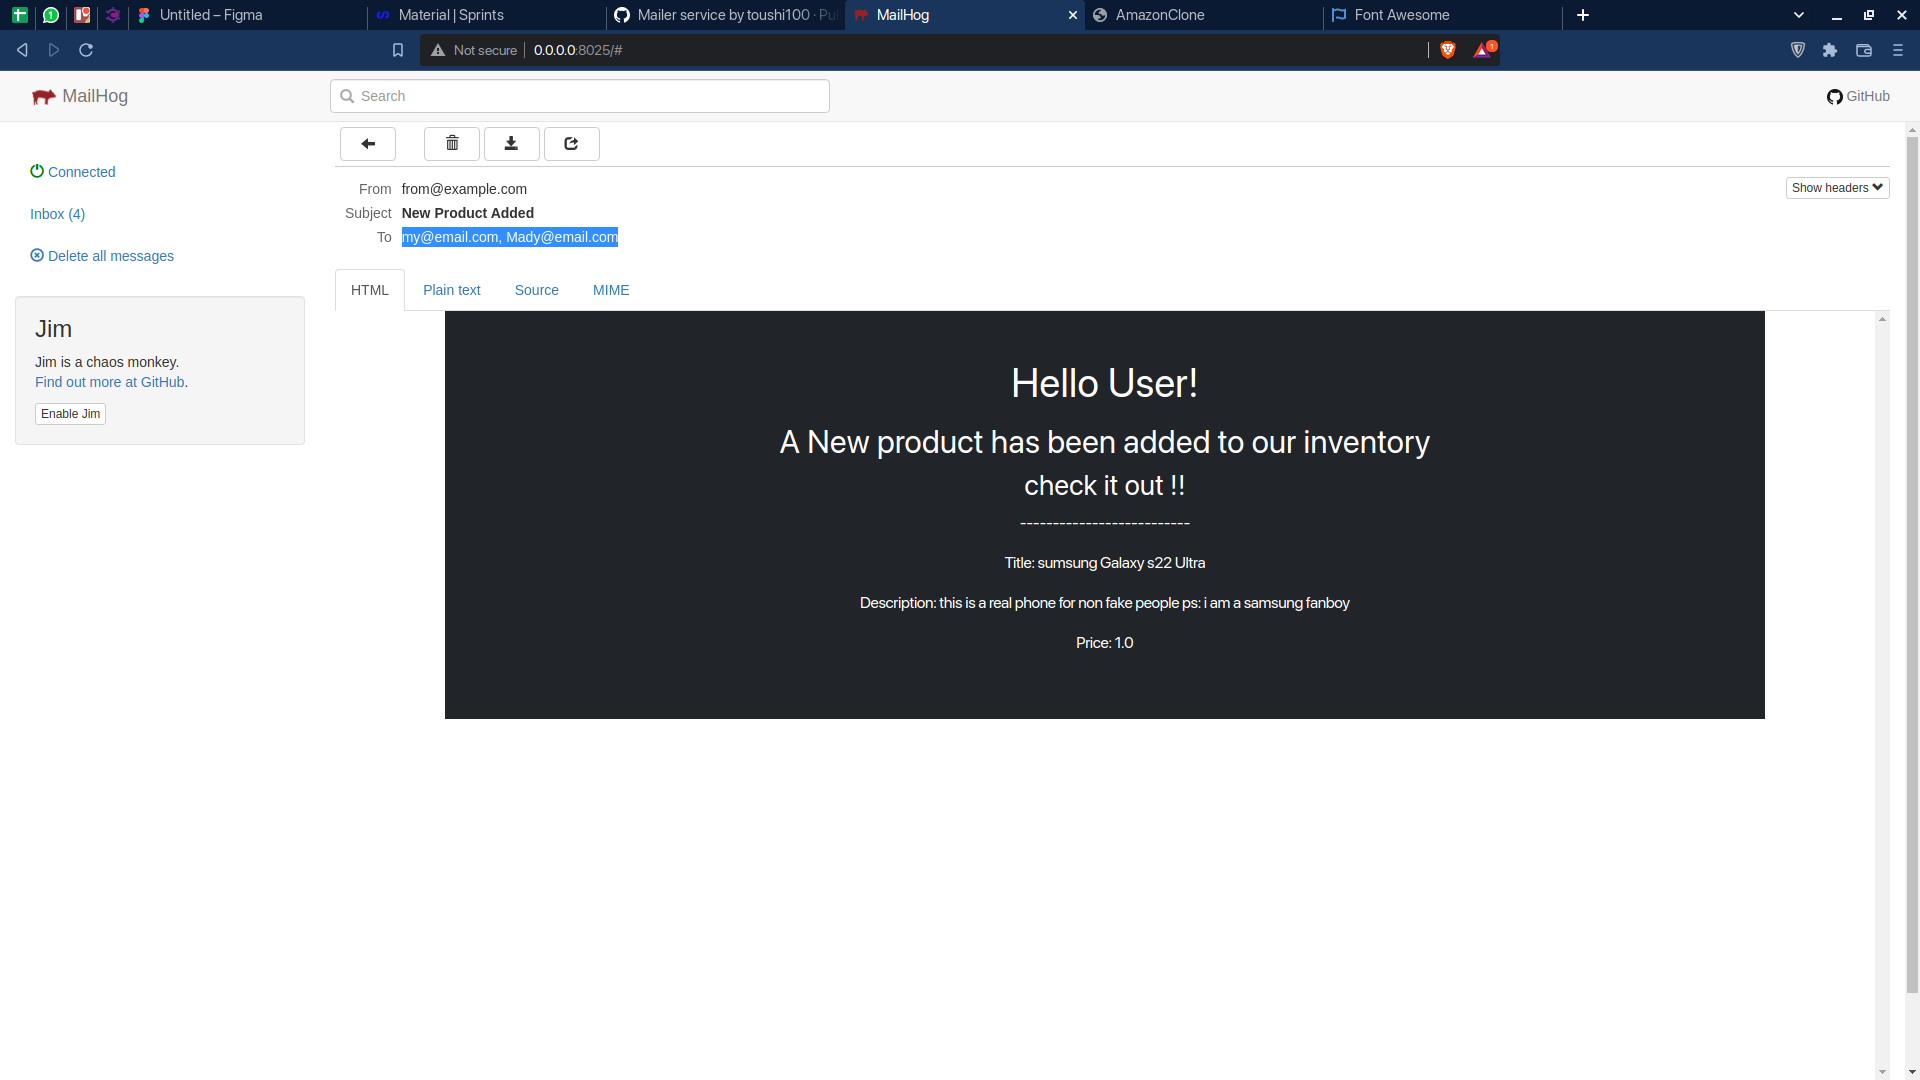 1 Untitled – Figma Material | Sprints Mailer service by toushi100 · Pu MailHog AmazonClone Font Awesome
Not secure 0.0.0.0:8025/# 1
MailHog Search GitHub
Connected
Inbox (4)
Delete all messages
Jim
Jim is a chaos monkey.
Find out more at GitHub.
Enable Jim
From from@example.com Show headers
Subject New Product Added
To my@email.com, Mady@email.com
HTML Plain text Source MIME
Hello User!
A New product has been added to our inventory
check it out !!
--------------------------
Title: sumsung Galaxy s22 Ultra
Description: this is a real phone for non fake people ps: i am a samsung fanboy
Price: 1.0